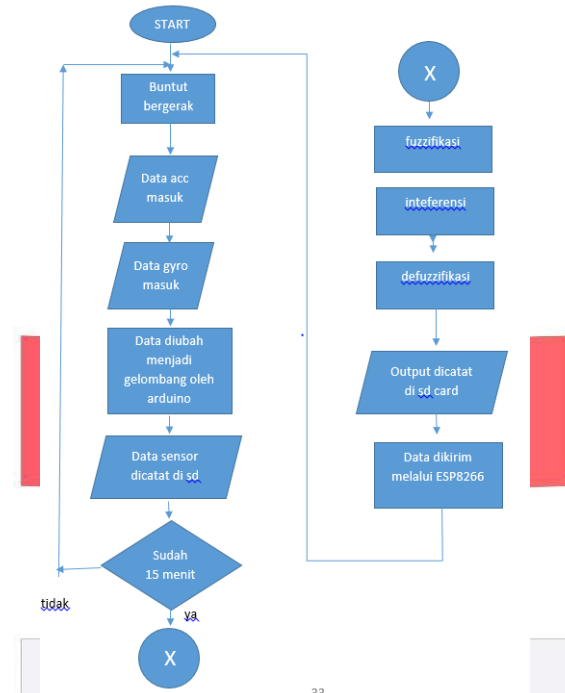 START
Buntut
bergerak
Data acc
masuk
Data gyro
masuk
Data diubah
menjadi
gelombang oleh
arduino
Data sensor
dicatat di sd
Sudah
15 menit
tidak
ya
X
X
fuzzifikasi
inteferensi
defuzzifikasi
Output dicatat
di sd card
Data dikirim
melalui ESP8266